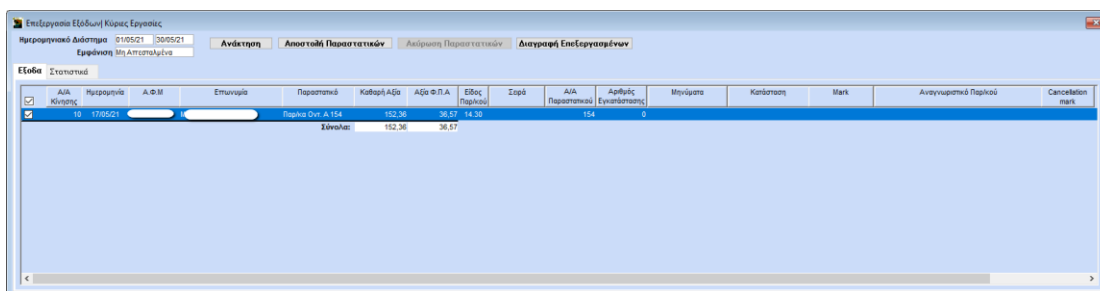 Επεξεργασία Εξόδων| Κύριες Εργασίες
Ημερομηνιακό Διάστημα 01/05/21 30/05/21 Ανάκτηση Αποστολή Παραστατικών Ακύρωση Παραστατικών Διαγραφή Επεξεργασμένων
Εμφάνιση Μη Απεσταλμένα
Έξοδα Στατιστικά
Α/Α Κίνησης Ημερομηνία Α.Φ.Μ Επωνυμία Παραστατικό Καθαρή Αξία Αξία Φ.Π.Α Είδος Παρ/κού Σειρά Α/Α Παραστατικού Αριθμός Εγκατάστασης Μηνύματα Κατάσταση Mark Αναγνωριστικό Παρ/κού Cancellation mark
10 17/05/21 Παρ/κα Οντ. Α 154 152,36 36,57 14.30 154 0
Σύνολα: 152,36 36,57